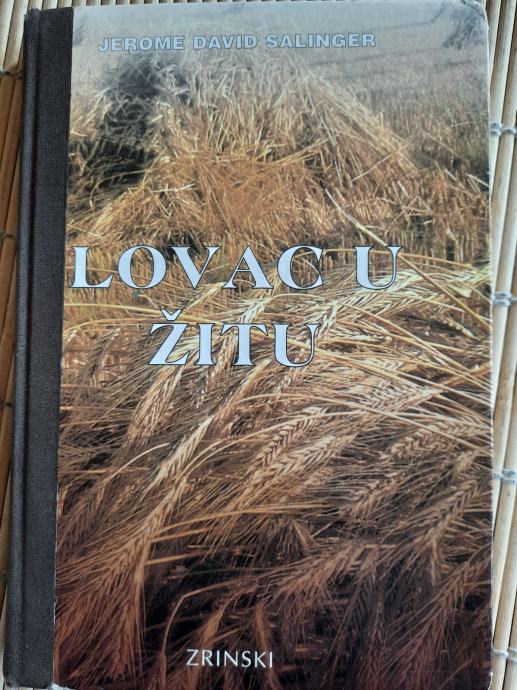 JEROME DAVID SALINGER
LOVAC U
ŽITU
ZRINSKI